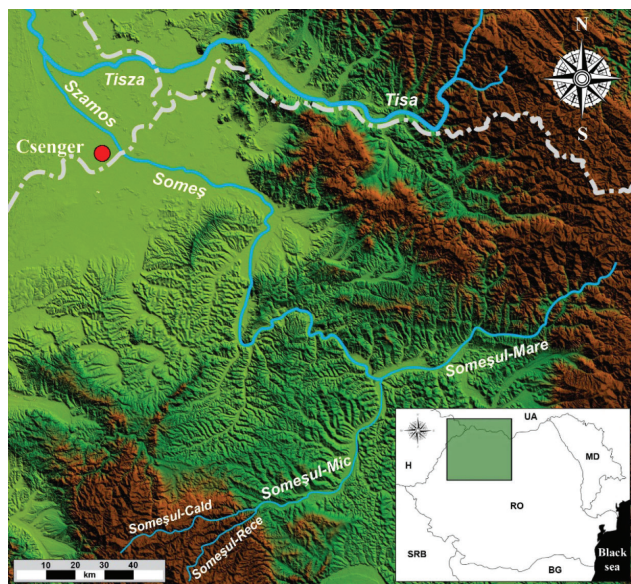 N
S
Tisza
Tisa
Szamos
Csenger
Someş
Someşul-Mare
Someşul-Mic
Someşul-Cald
Someşul-Rece
10 20 30 40
km
UA
H
MD
RO
SRB
BG
Black
sea